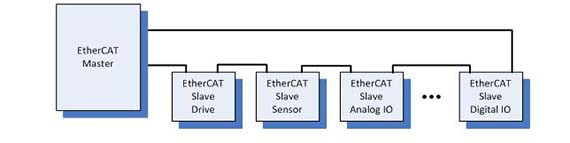 EtherCAT
Master
EtherCAT
Slave
Drive
EtherCAT
Slave
Sensor
EtherCAT
Slave
Analog IO
EtherCAT
Slave
Digital IO